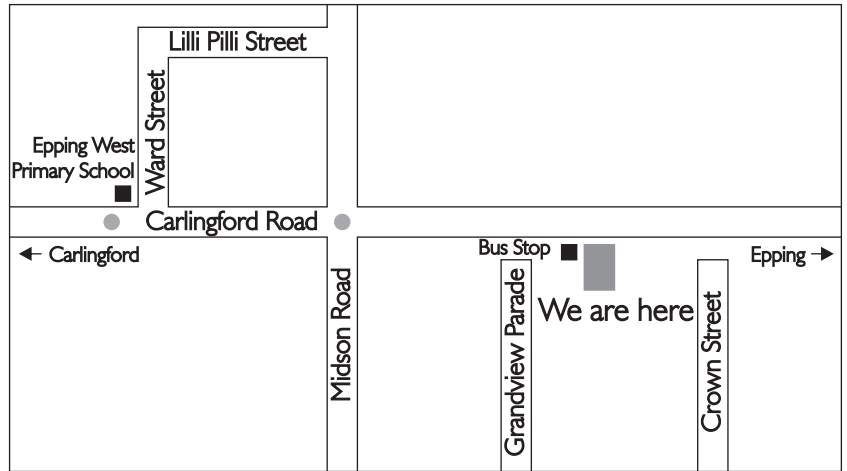 Lilli Pilli Street
Ward Street
Epping West
Primary School
Carlingford Road
Carlingford
Bus Stop
Epping
We are here
Midson Road
Grandview Parade
Crown Street